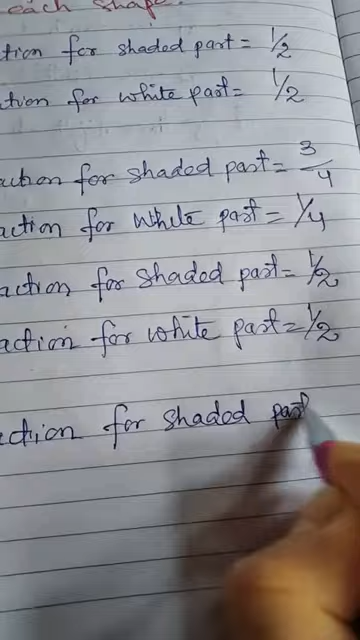 each shape.
ction for shaded part = 1/2
ction for white part = 1/2
action for shaded part = 3/4
action for white part = 1/4
action for shaded part = 1/2
action for white part = 1/2
ction for shaded part